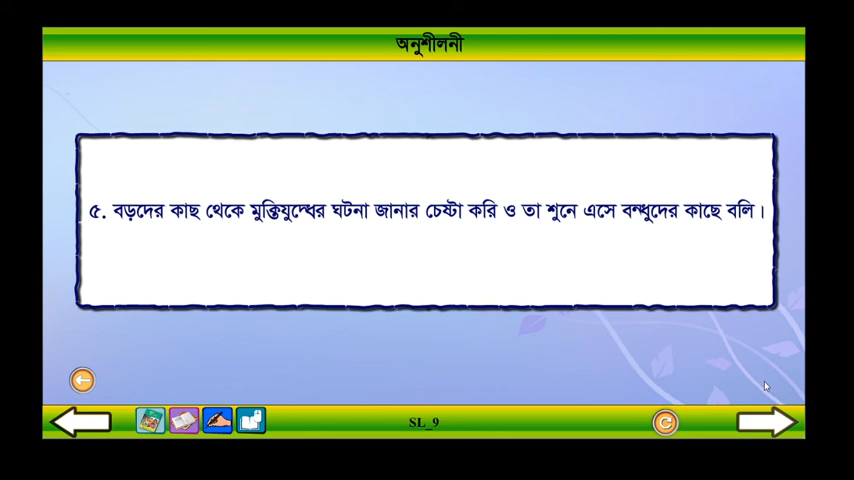 অনুশীলনী
৫. বড়দের কাছ থেকে মুক্তিযুদ্ধের ঘটনা জানার চেষ্টা করি ও তা শুনে এসে বন্ধুদের কাছে বলি।
SL_9